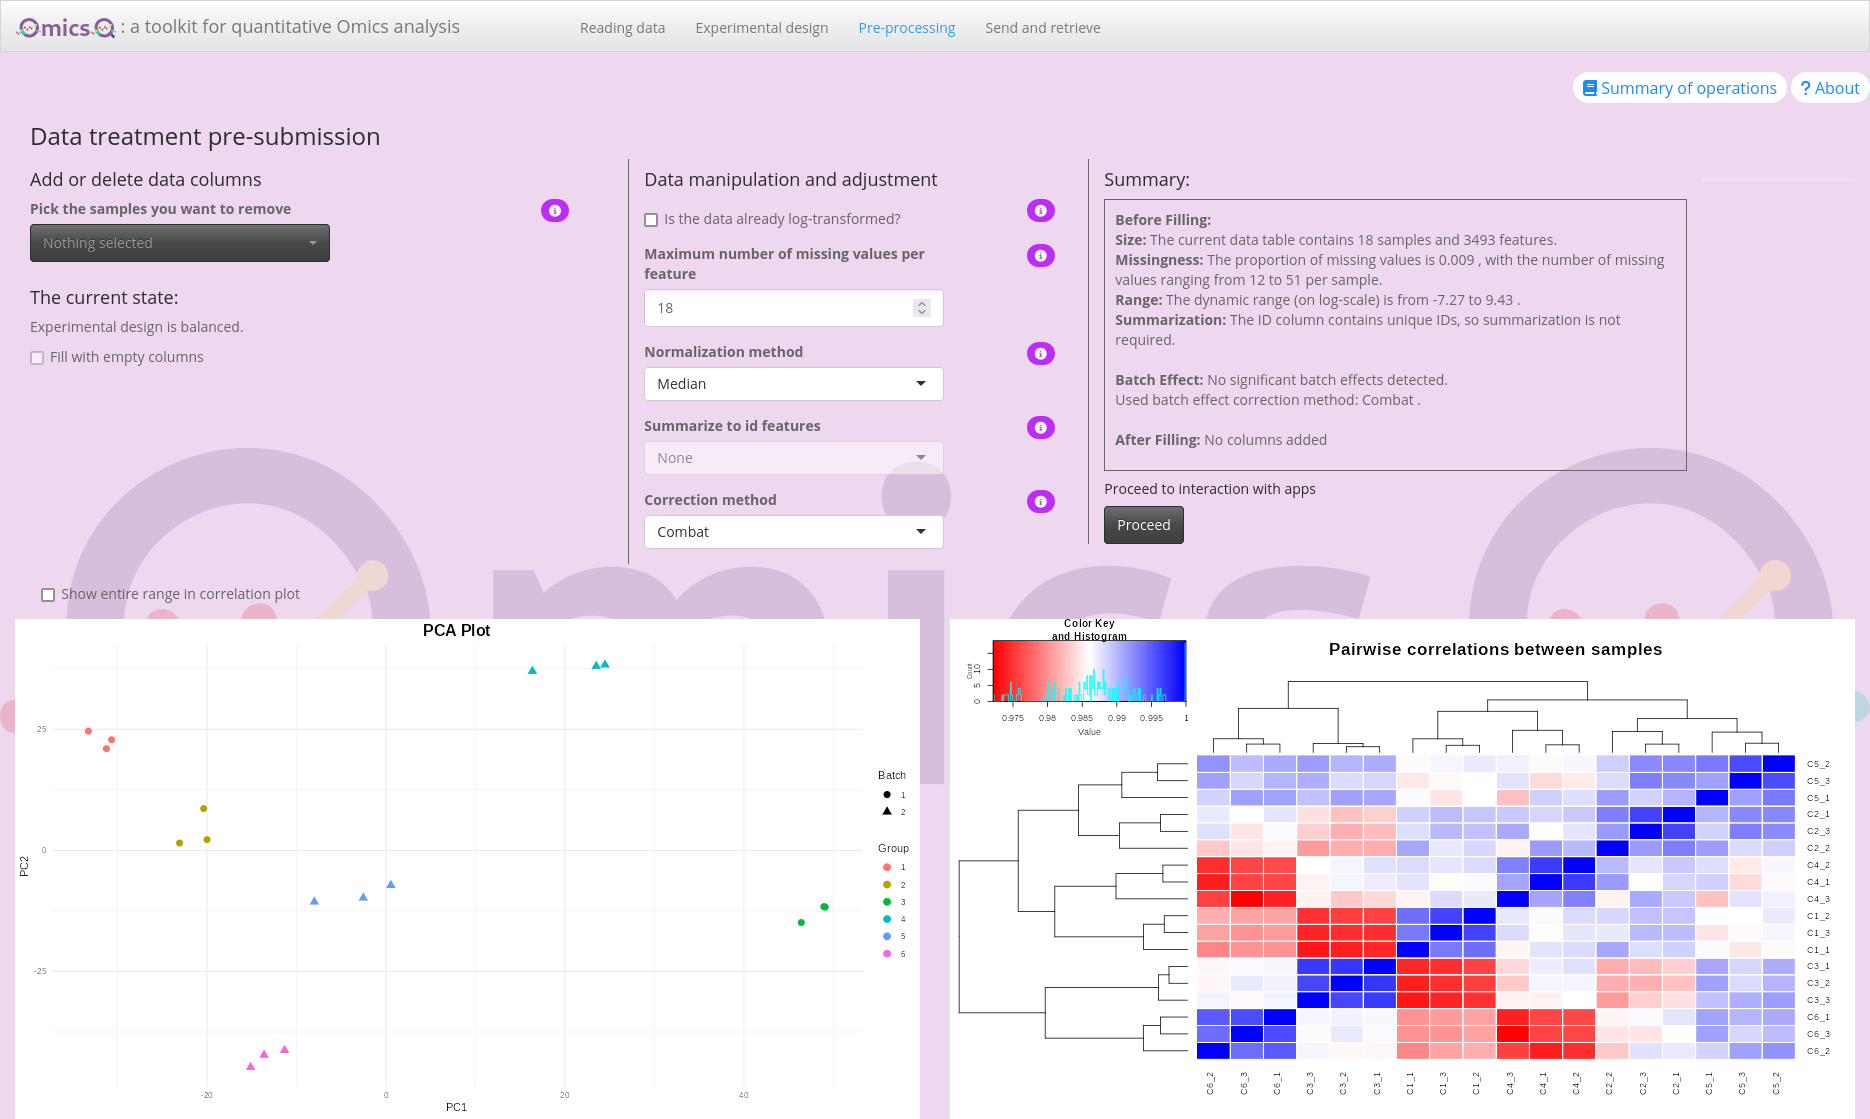 OmicsQ : a toolkit for quantitative Omics analysis
Reading data
Experimental design
Pre-processing
Send and retrieve
Summary of operations
? About
Data treatment pre-submission
Add or delete data columns
Pick the samples you want to remove
Nothing selected
The current state:
Experimental design is balanced.
Fill with empty columns
Data manipulation and adjustment
Is the data already log-transformed?
Maximum number of missing values per
feature
18
Normalization method
Median
Summarize to id features
None
Correction method
Combat
Summary:
Before Filling:
Size: The current data table contains 18 samples and 3493 features.
Missingness: The proportion of missing values is 0.009 , with the number of missing
values ranging from 12 to 51 per sample.
Range: The dynamic range (on log-scale) is from -7.27 to 9.43 .
Summarization: The ID column contains unique IDs, so summarization is not
required.
Batch Effect: No significant batch effects detected.
Used batch effect correction method: Combat .
After Filling: No columns added
Proceed to interaction with apps
Proceed
Show entire range in correlation plot
PCA Plot
25
0
-25
PC2
-20
0
20
40
PC1
Batch
1
2
Group
1
2
3
4
5
6
Color Key
and Histogram
Count
0
5
10
0.975
0.98
0.985
0.99
0.995
1
Value
Pairwise correlations between samples
C5_2
C5_3
C5_1
C2_1
C2_3
C2_2
C4_2
C4_1
C4_3
C1_2
C1_3
C1_1
C3_1
C3_2
C3_3
C6_1
C6_3
C6_2
C6_2
C6_3
C6_1
C3_3
C3_2
C3_1
C1_1
C1_3
C1_2
C4_3
C4_1
C4_2
C2_2
C2_3
C2_1
C5_1
C5_3
C5_2